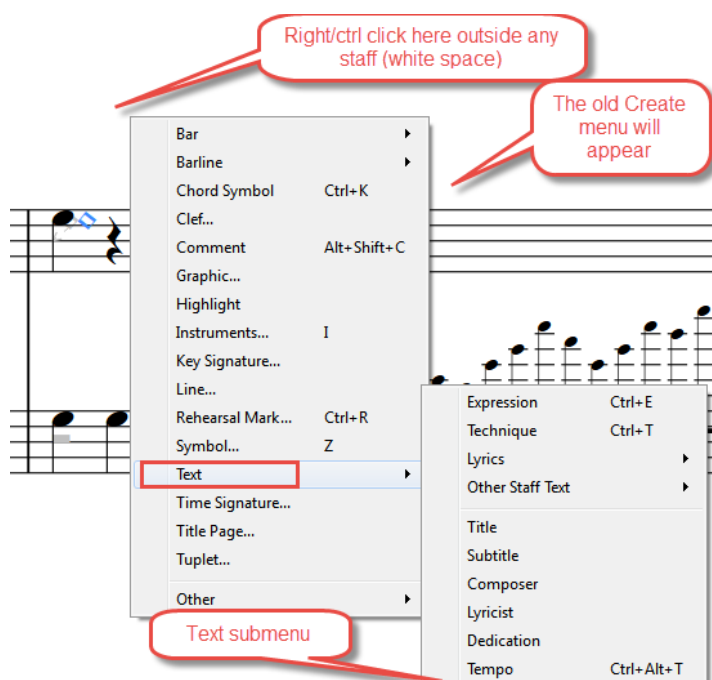 Right/ctrl click here outside any
staff (white space)
The old Create
menu will
appear
Bar
Barline
Chord Symbol Ctrl+K
Clef...
Comment Alt+Shift+C
Graphic...
Highlight
Instruments... I
Key Signature...
Line...
Rehearsal Mark... Ctrl+R
Symbol... Z
Text
Time Signature...
Title Page...
Tuplet...
Other
Expression Ctrl+E
Technique Ctrl+T
Lyrics
Other Staff Text
Title
Subtitle
Composer
Lyricist
Dedication
Tempo Ctrl+Alt+T
Text submenu